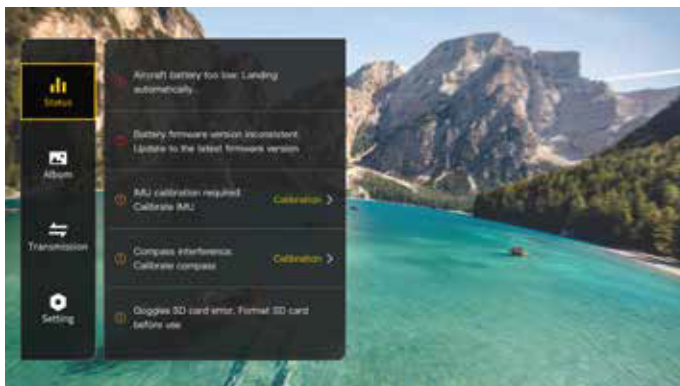 Status
Album
Transmission
Setting
Aircraft battery too low. Landing
automatically.
Battery firmware version inconsistent.
Update to the latest firmware version
IMU calibration required.
Calibrate IMU
Calibration
Compass interference.
Calibrate compass
Calibration
Goggles SD card error. Format SD card
before use